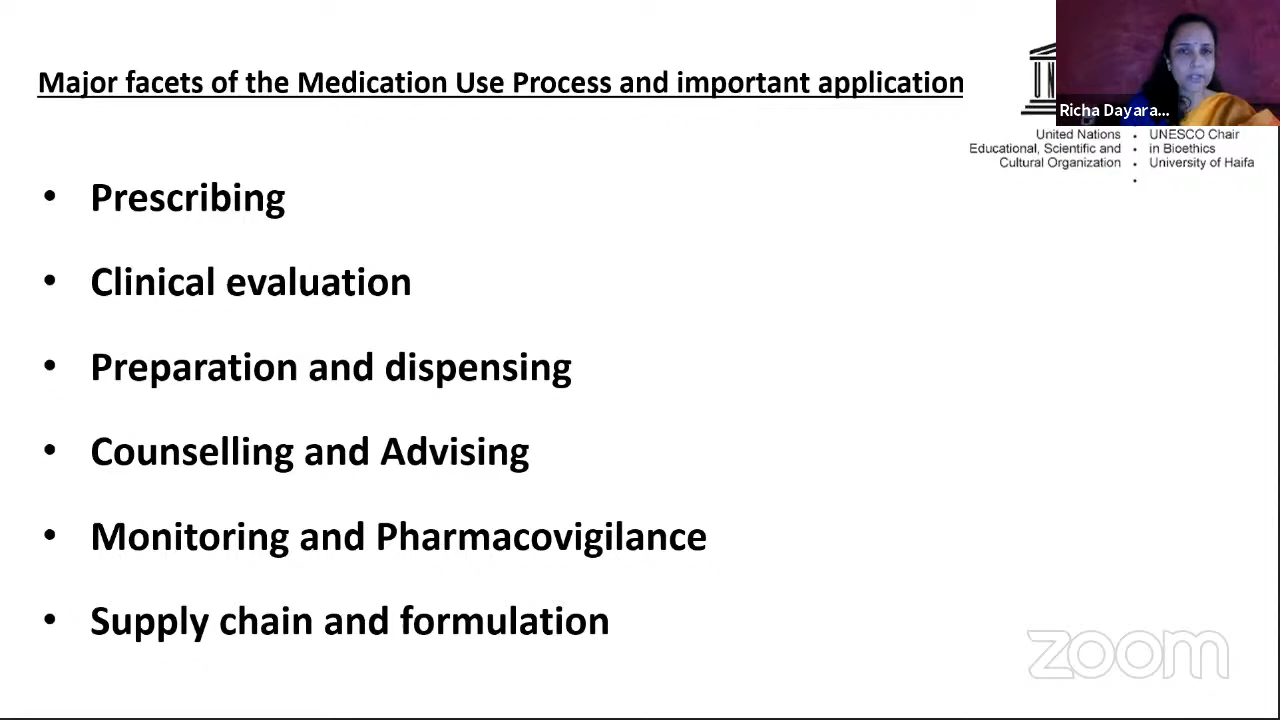 Major facets of the Medication Use Process and important application
UN
Richa Dayara...
United Nations
Educational, Scientific and
Cultural Organization
UNESCO Chair
in Bioethics
University of Haifa
• Prescribing
• Clinical evaluation
• Preparation and dispensing
• Counselling and Advising
• Monitoring and Pharmacovigilance
• Supply chain and formulation
zoom